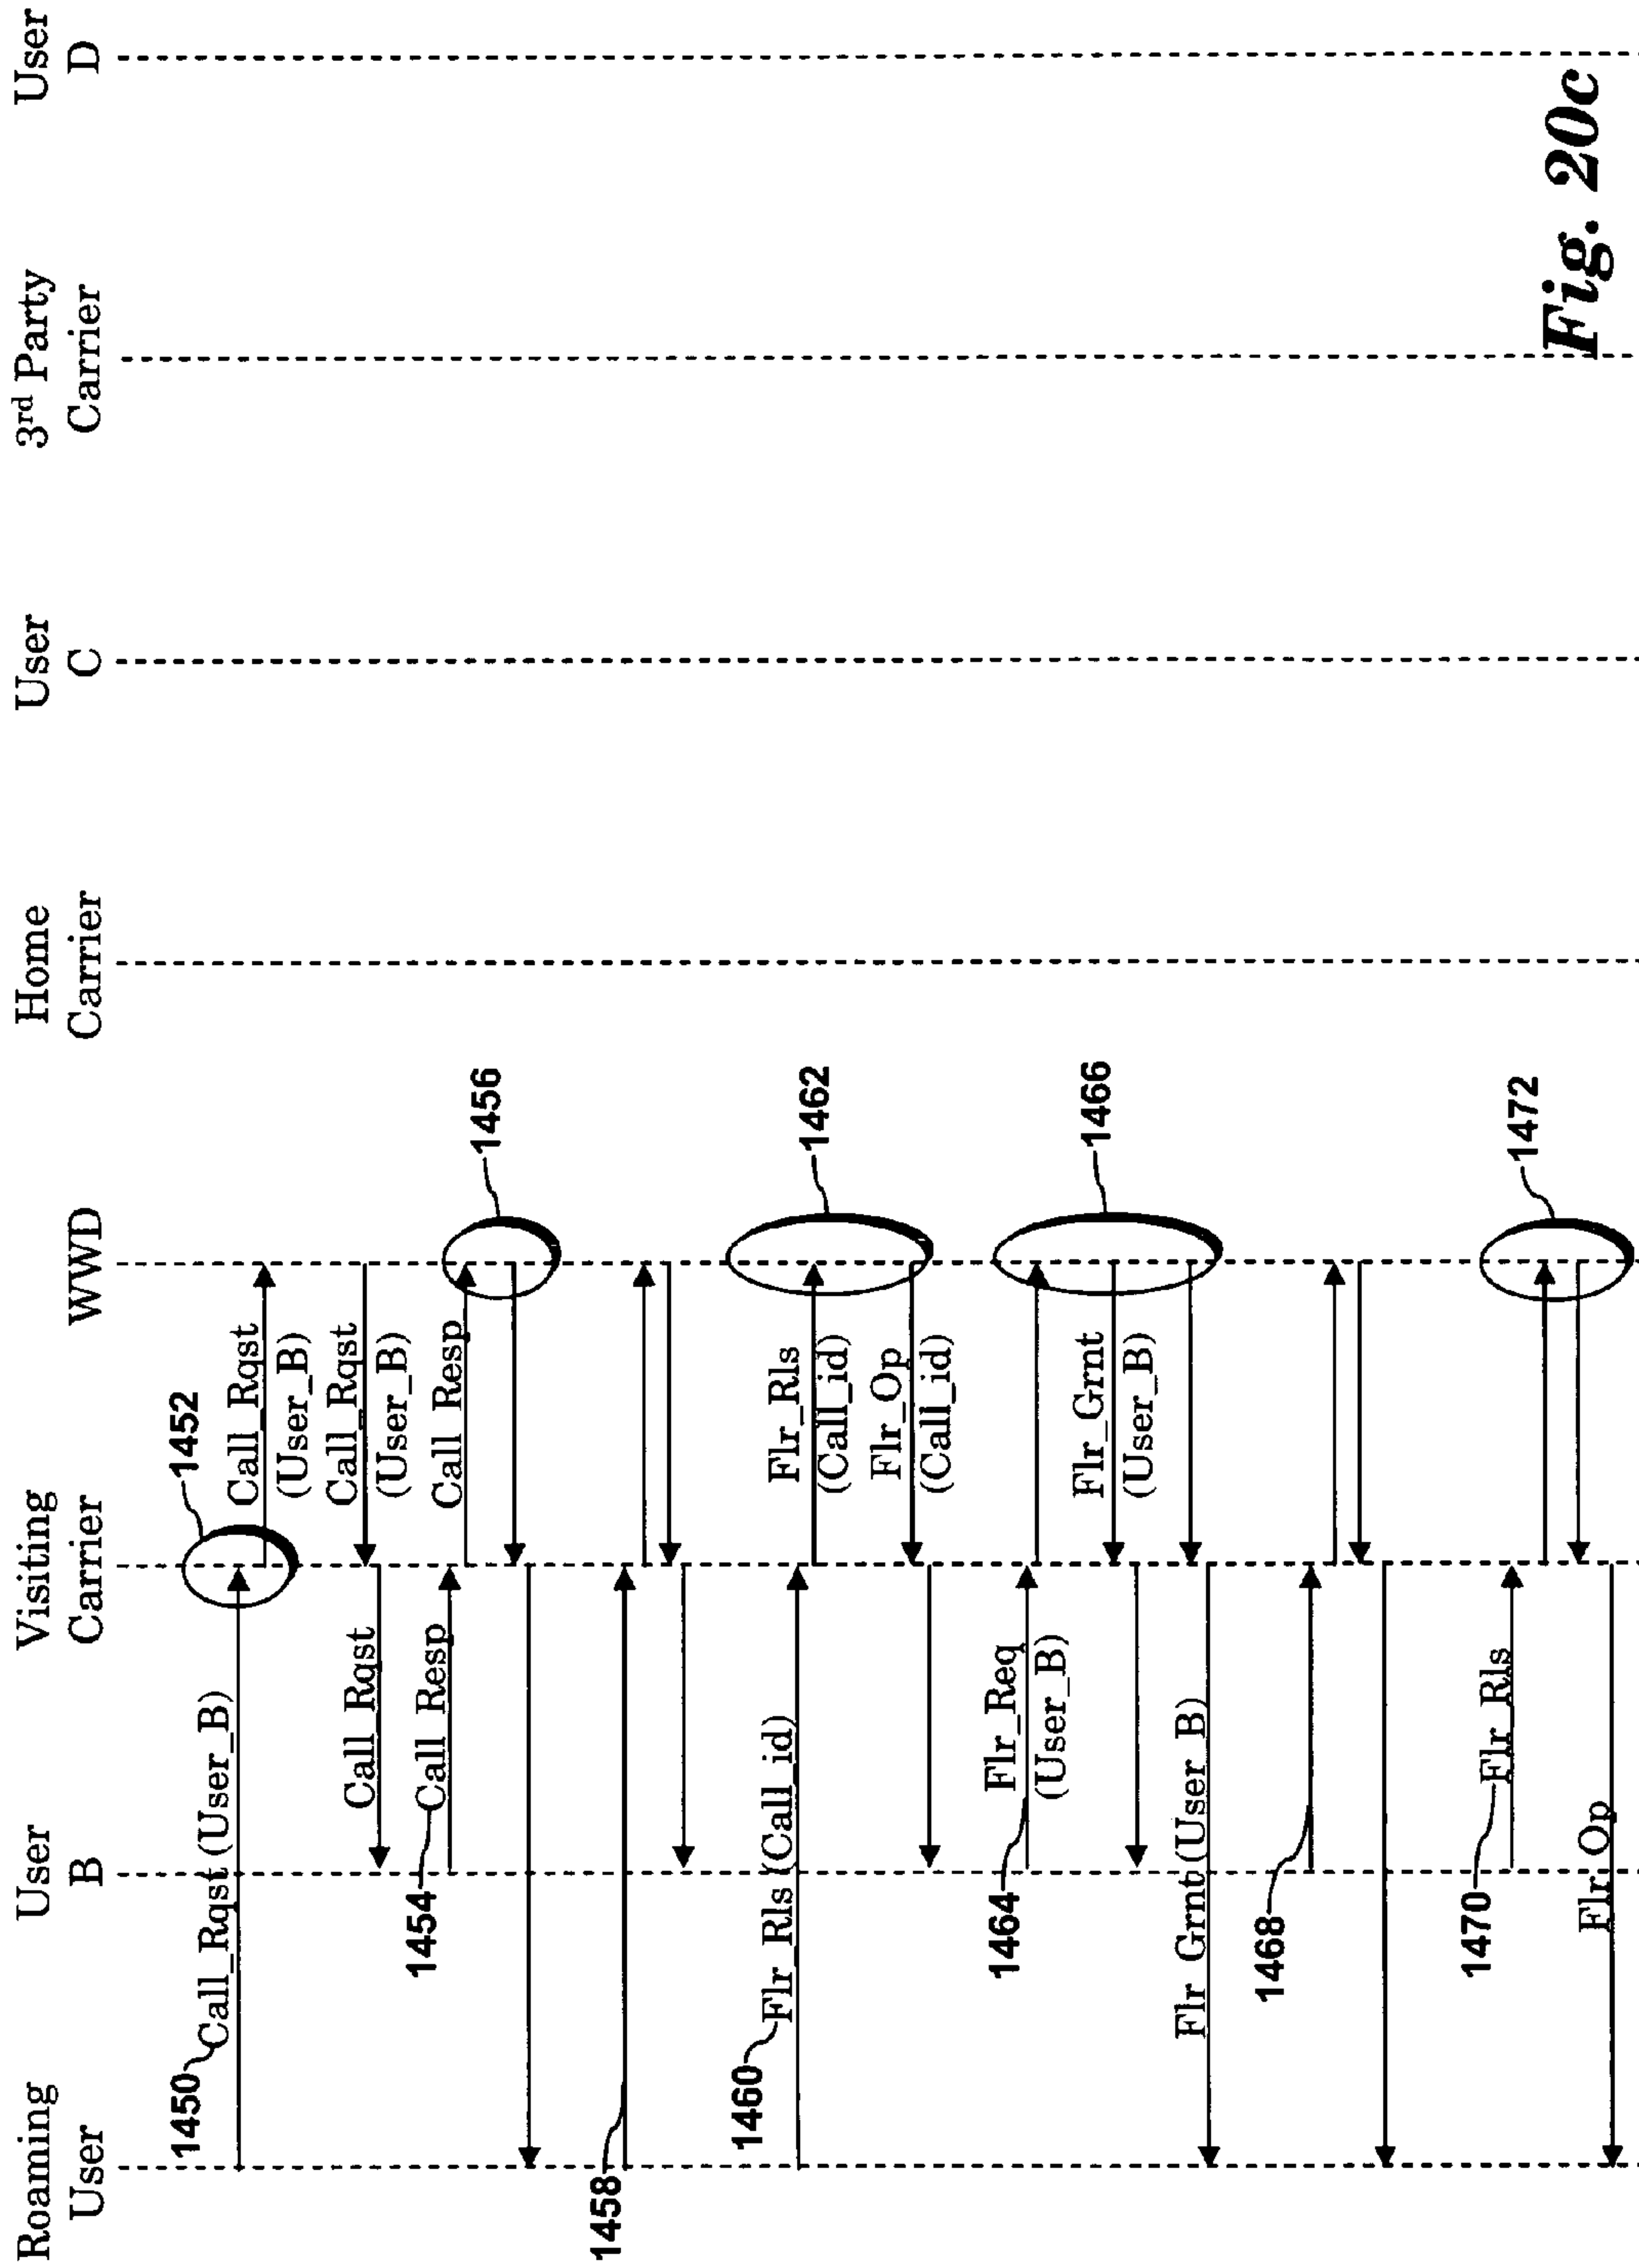 Roaming
User
User
B
Visiting
Carrier
WWD
Home
Carrier
User
C
3rd Party
Carrier
User
D
1450
Call_Rqst (User_B)
1452
Call_Rqst
(User_B)
Call_Rqst
(User_B)
Call_Rqst
1454
Call_Resp
Call_Resp
1456
1458
1460
Flr_Rls (Call_id)
Flr_Rls
(Call_id)
1462
Flr_Op
(Call_id)
1464
Flr_Req
(User_B)
Flr_Grnt
(User_B)
1466
Flr_Grnt (User_B)
1468
1470
Flr_Rls
1472
Flr_Op
Fig. 20c